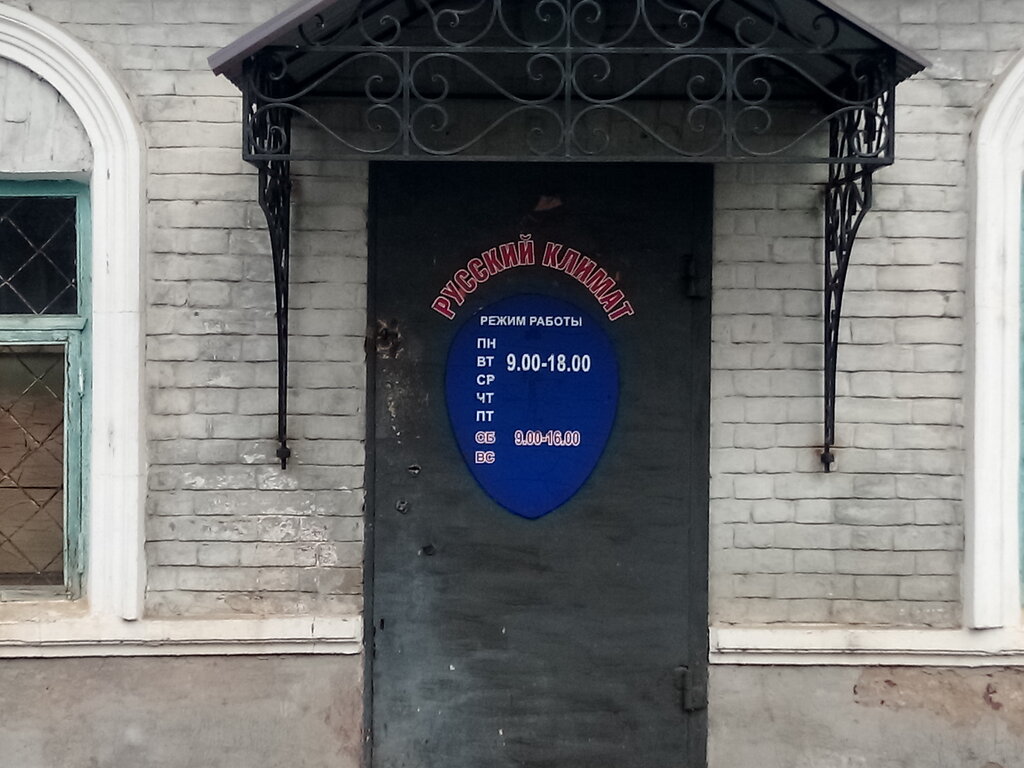 РУССКИЙ КЛИМАТ
РЕЖИМ РАБОТЫ
ПН
ВТ 9.00-18.00
СР
ЧТ
ПТ
СБ 9.00-16.00
ВС